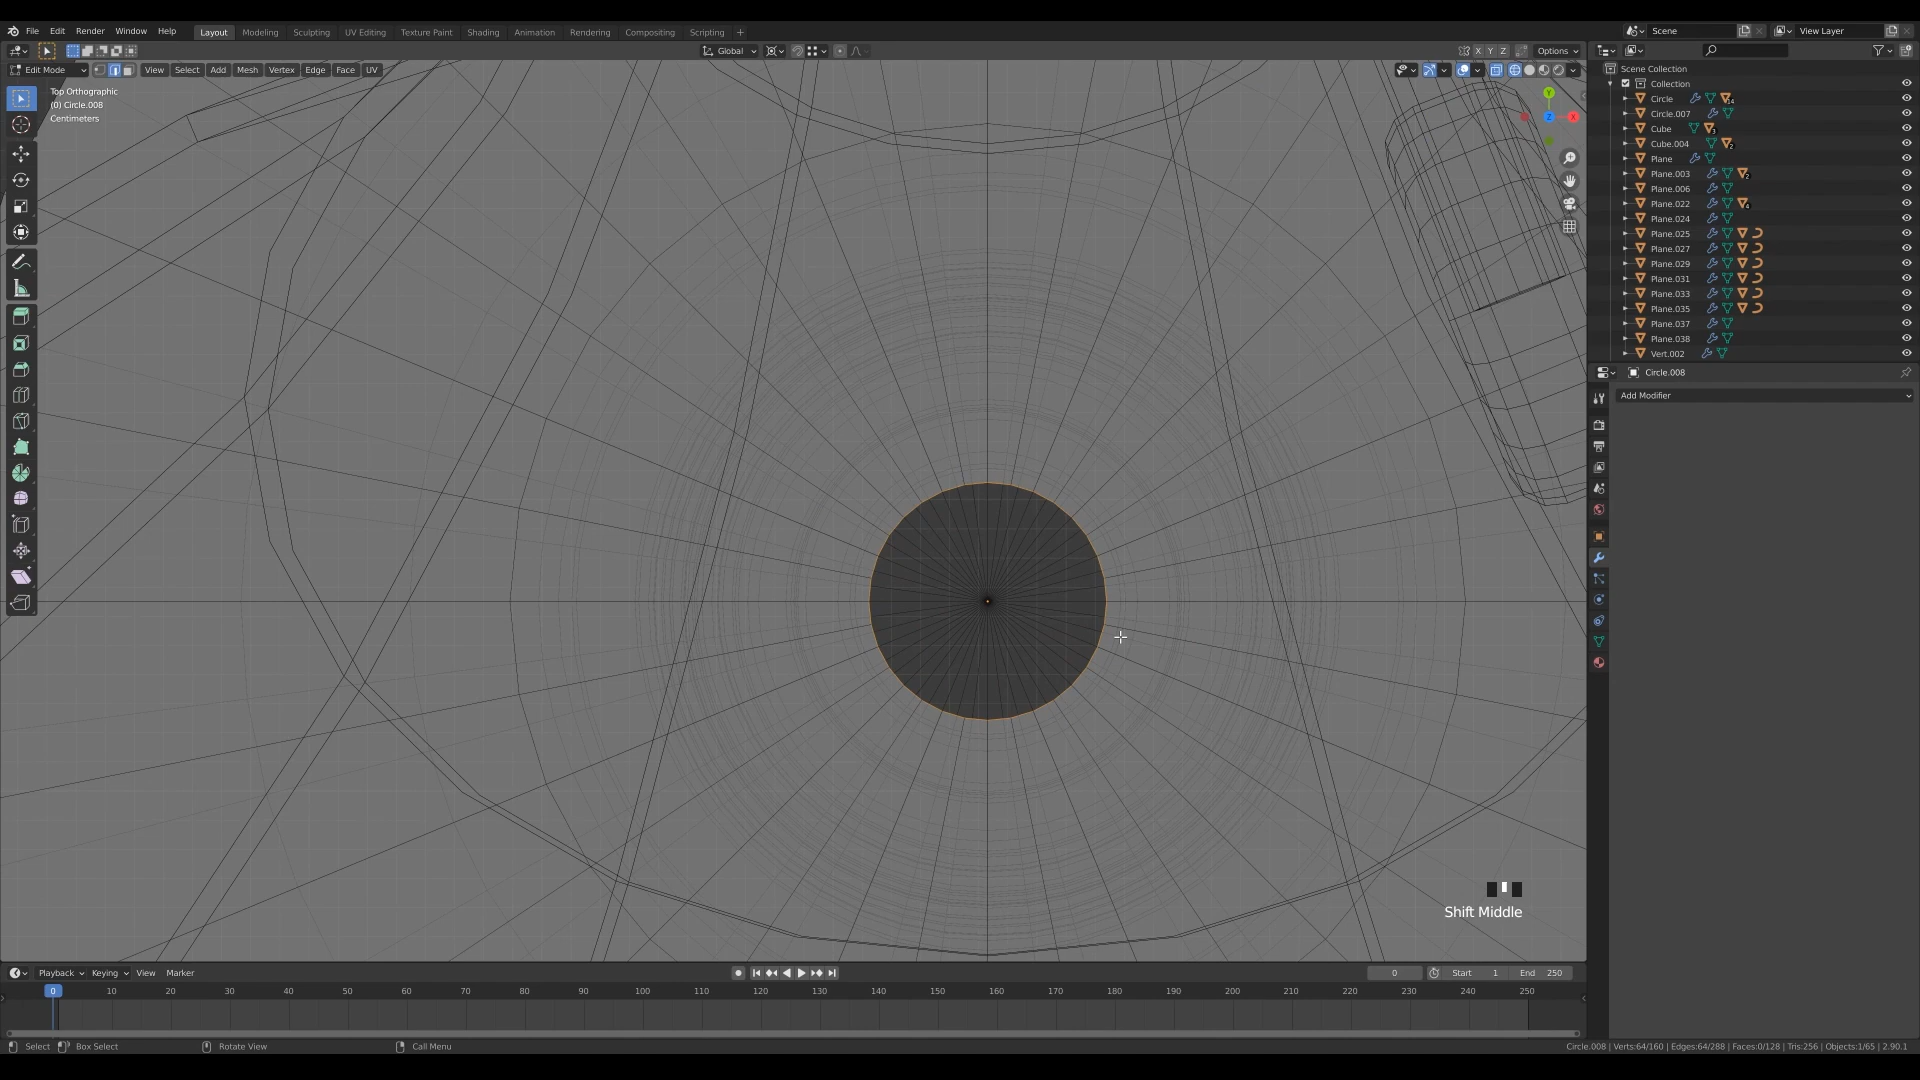 File Edit Render Window Help Layout Modeling Sculpting UV Editing Texture Paint Shading Animation Rendering Compositing Scripting + Scene View Layer
Global X Y Z Options
Edit Mode View Select Add Mesh Vertex Edge Face UV
Top Orthographic
(0) Circle.008
Centimeters
Y
Z
X
Scene Collection
Collection
Circle 14
Circle.007
Cube 3
Cube.004 2
Plane
Plane.003 2
Plane.006
Plane.022 4
Plane.024
Plane.025
Plane.027
Plane.029
Plane.031
Plane.033
Plane.035
Plane.037
Plane.038
Vert.002
Circle.008
Add Modifier
Shift Middle
Playback Keying View Marker 0 Start 1 End 250
0 10 20 30 40 50 60 70 80 90 100 110 120 130 140 150 160 170 180 190 200 210 220 230 240 250
Select Box Select Rotate View Call Menu Circle.008 | Verts:64/160 | Edges:64/288 | Faces:0/128 | Tris:256 | Objects:1/65 | 2.90.1